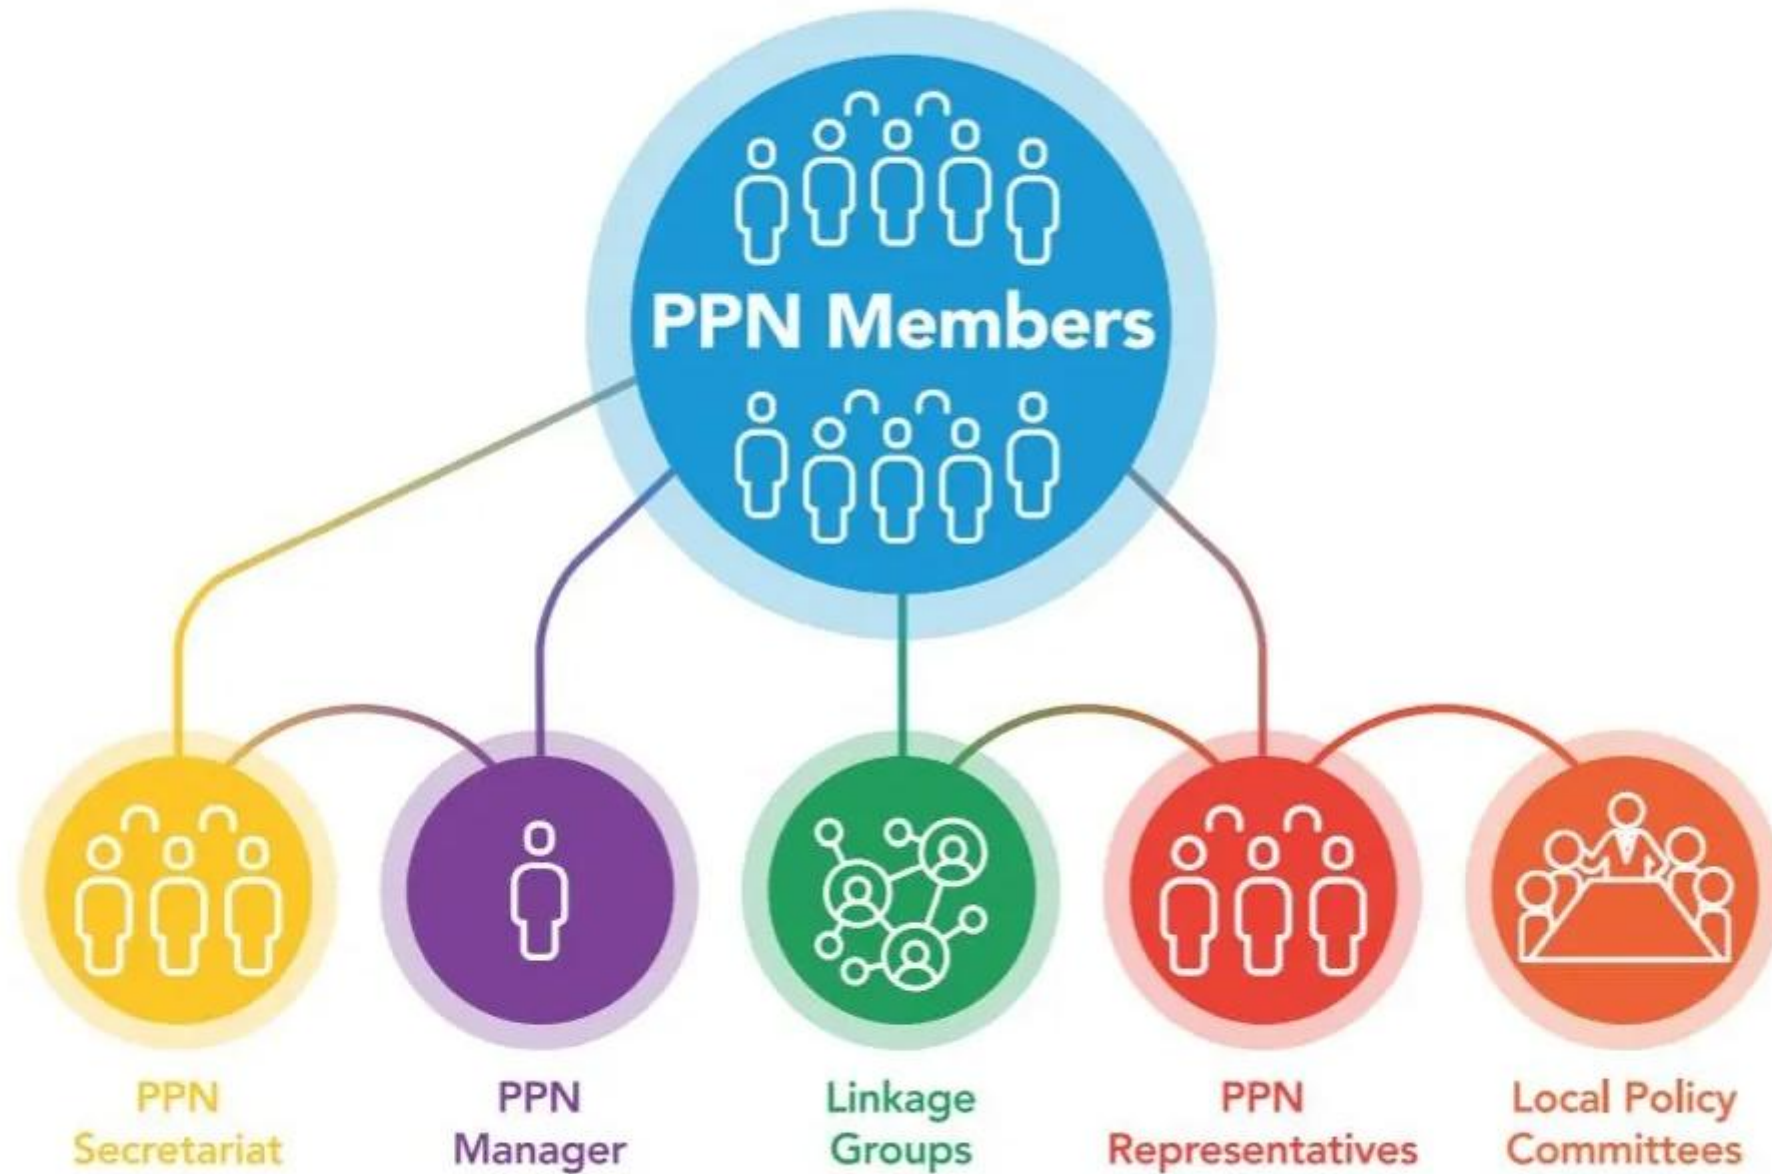 PPN Members
PPN
Secretariat
PPN
Manager
Linkage
Groups
PPN
Representatives
Local Policy
Committees